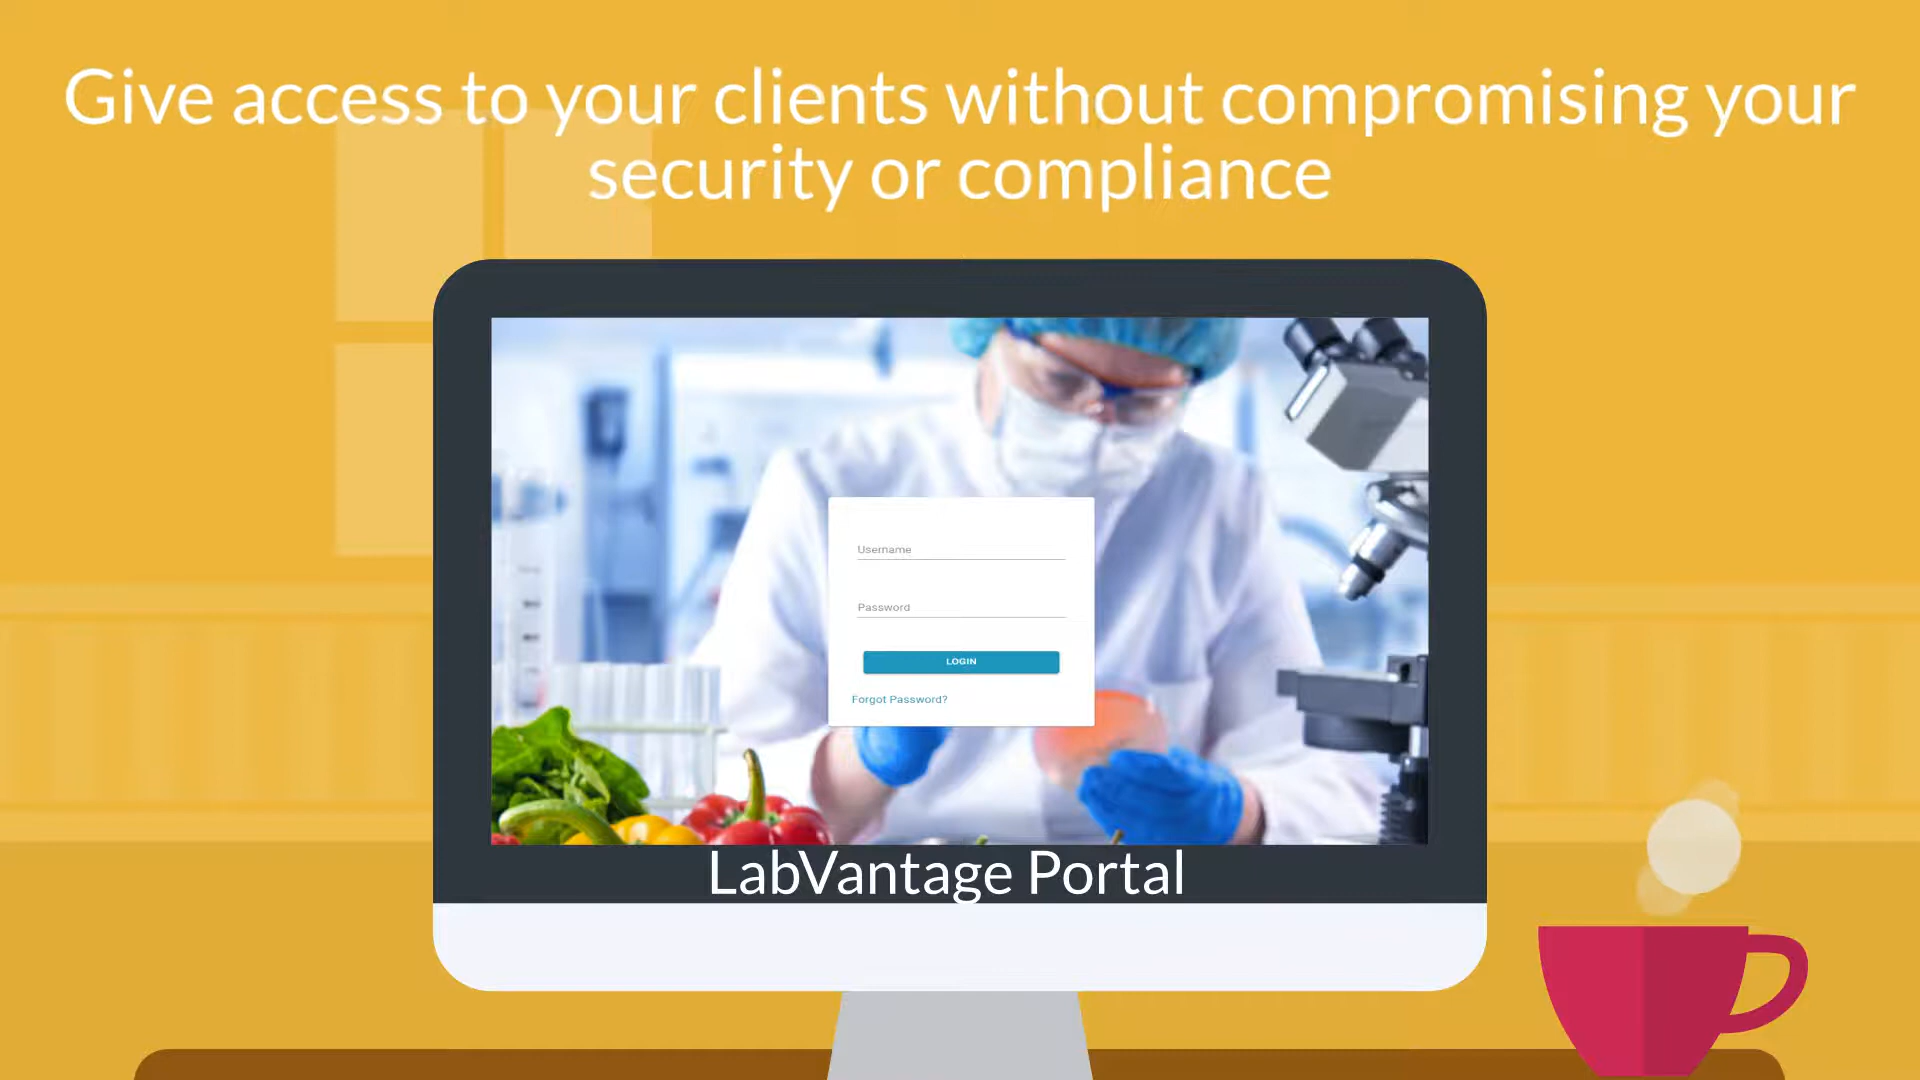 Give access to your clients without compromising your
security or compliance
Username
Password
LOGIN
Forgot Password?
LabVantage Portal